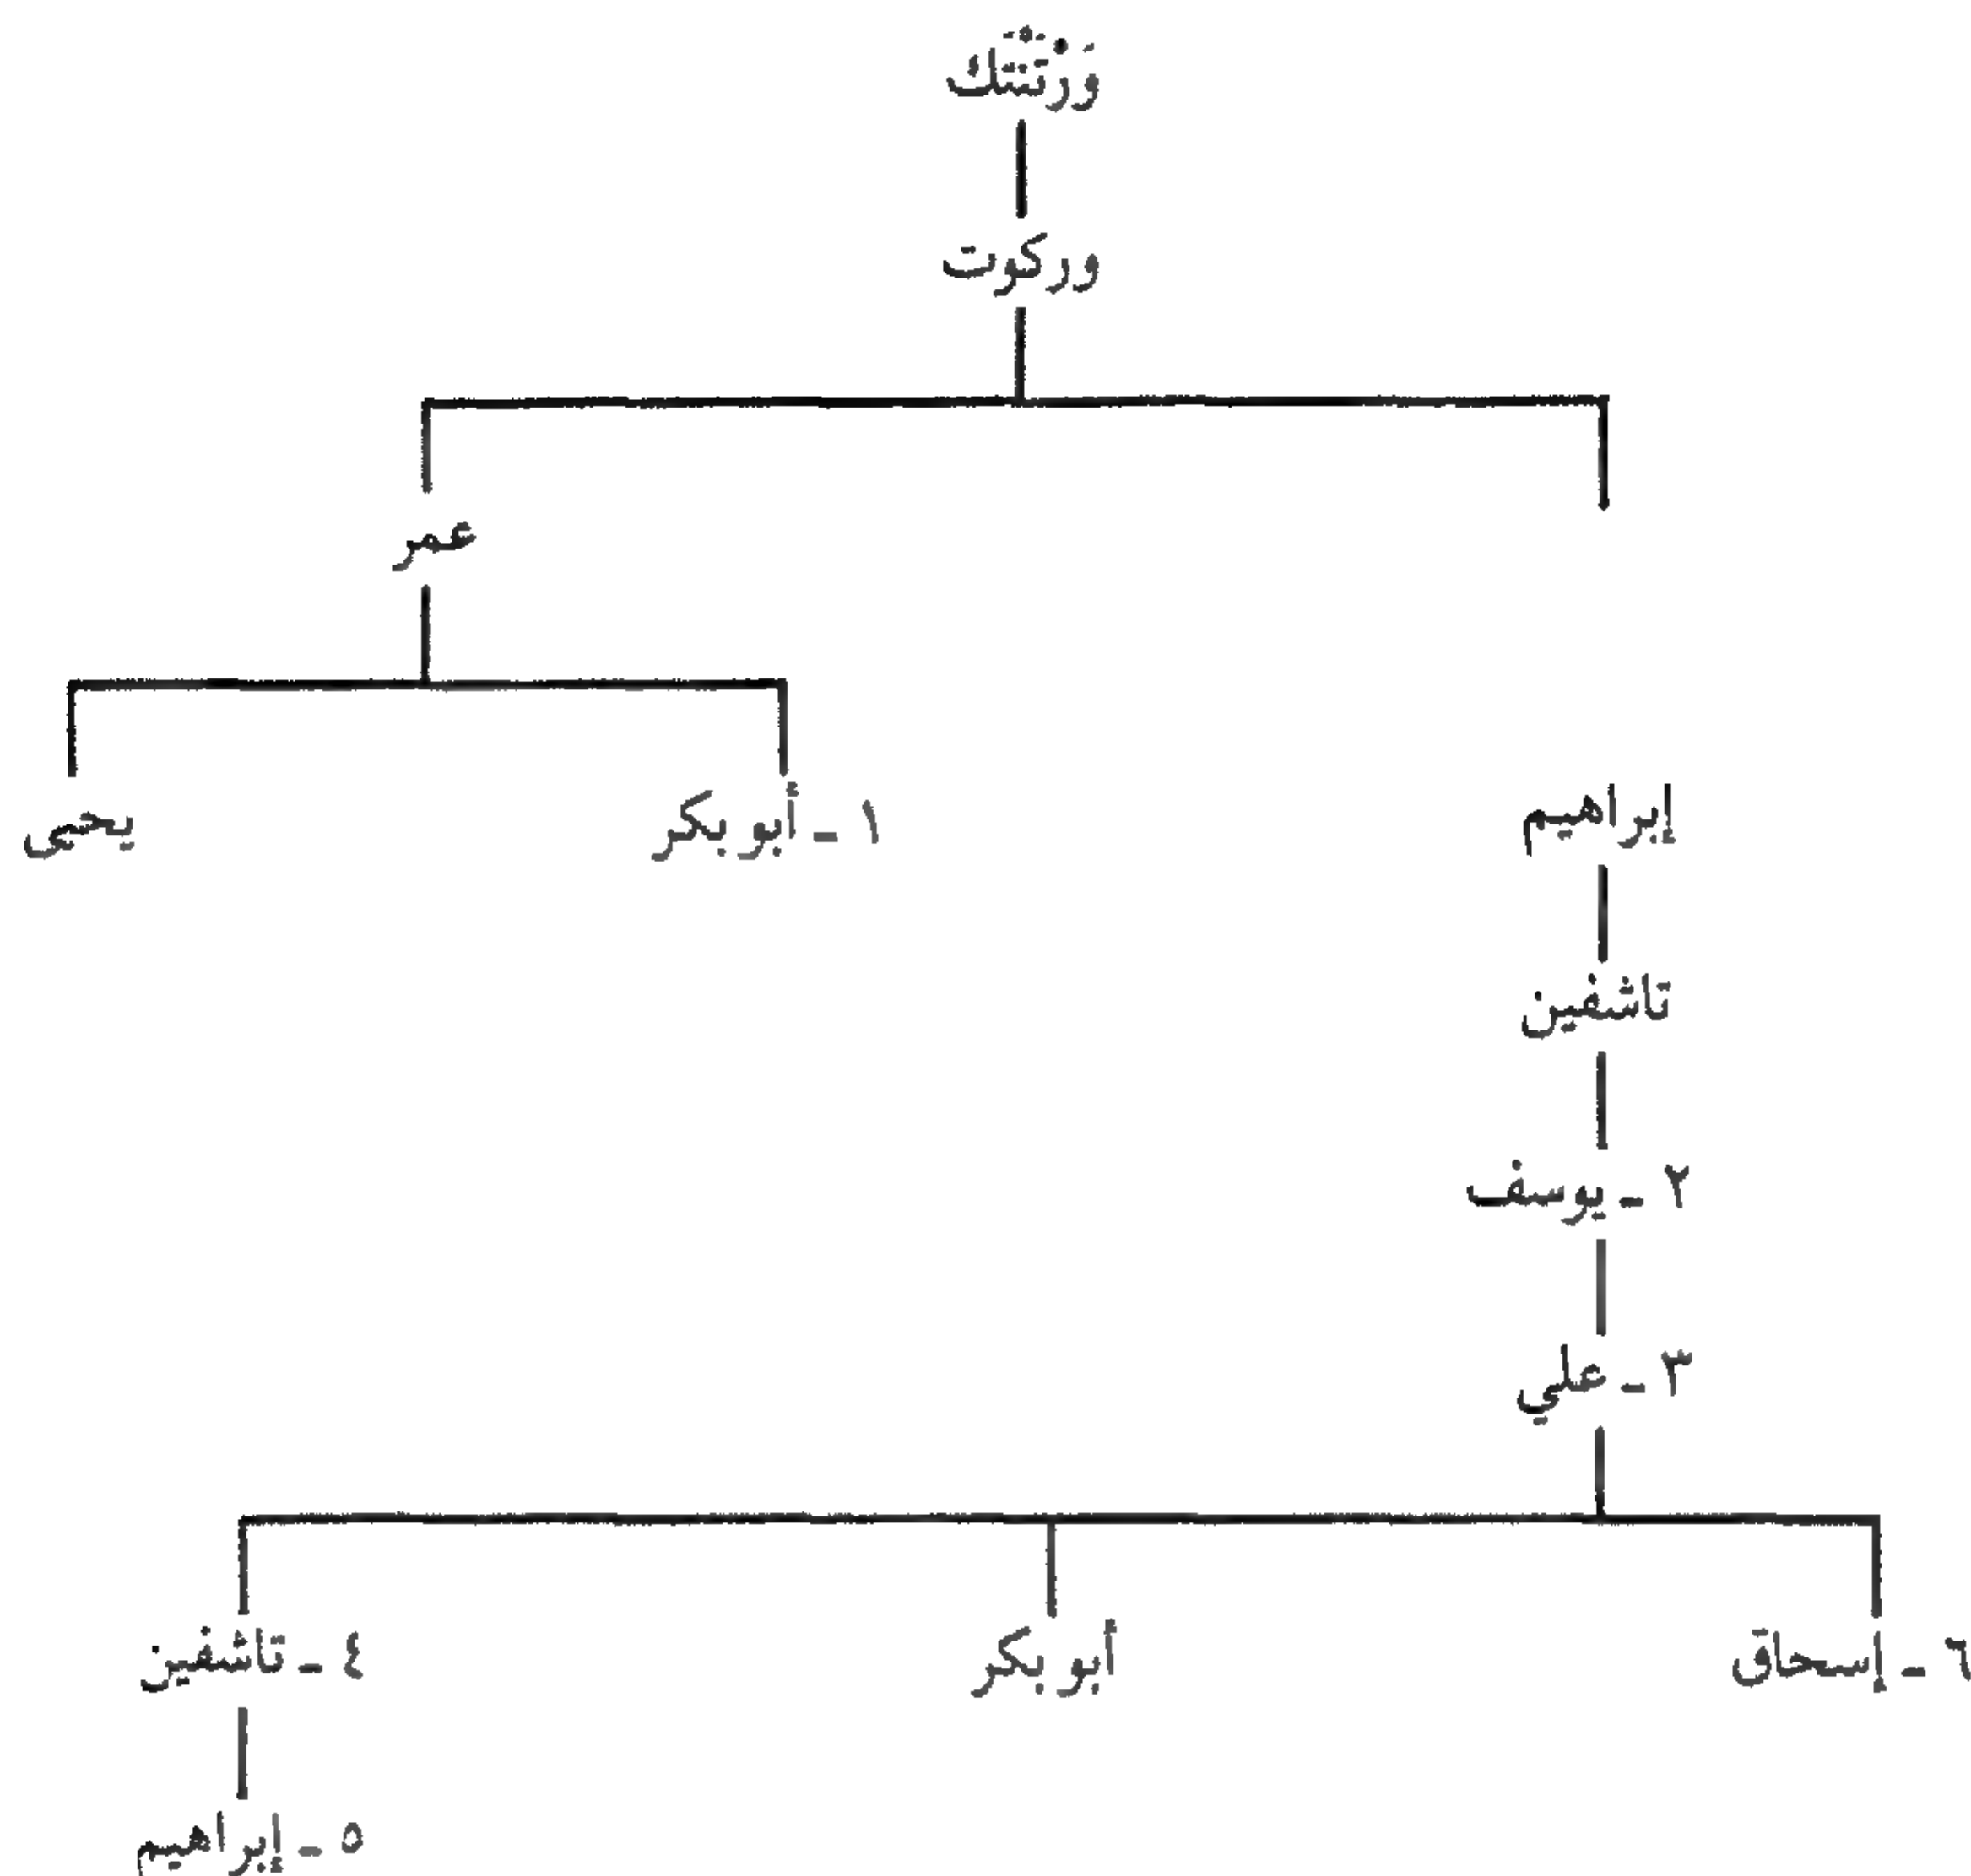 وَرْتَنْتَك
وركوت
عمر
إبراهيم
١ ـ أبو بكر
يحيى
تاشفين
٢ ـ يوسف
٣ ـ علي
٦ ـ إسحاق
أبو بكر
٤ ـ تاشفين
٥ ـ إبراهيم